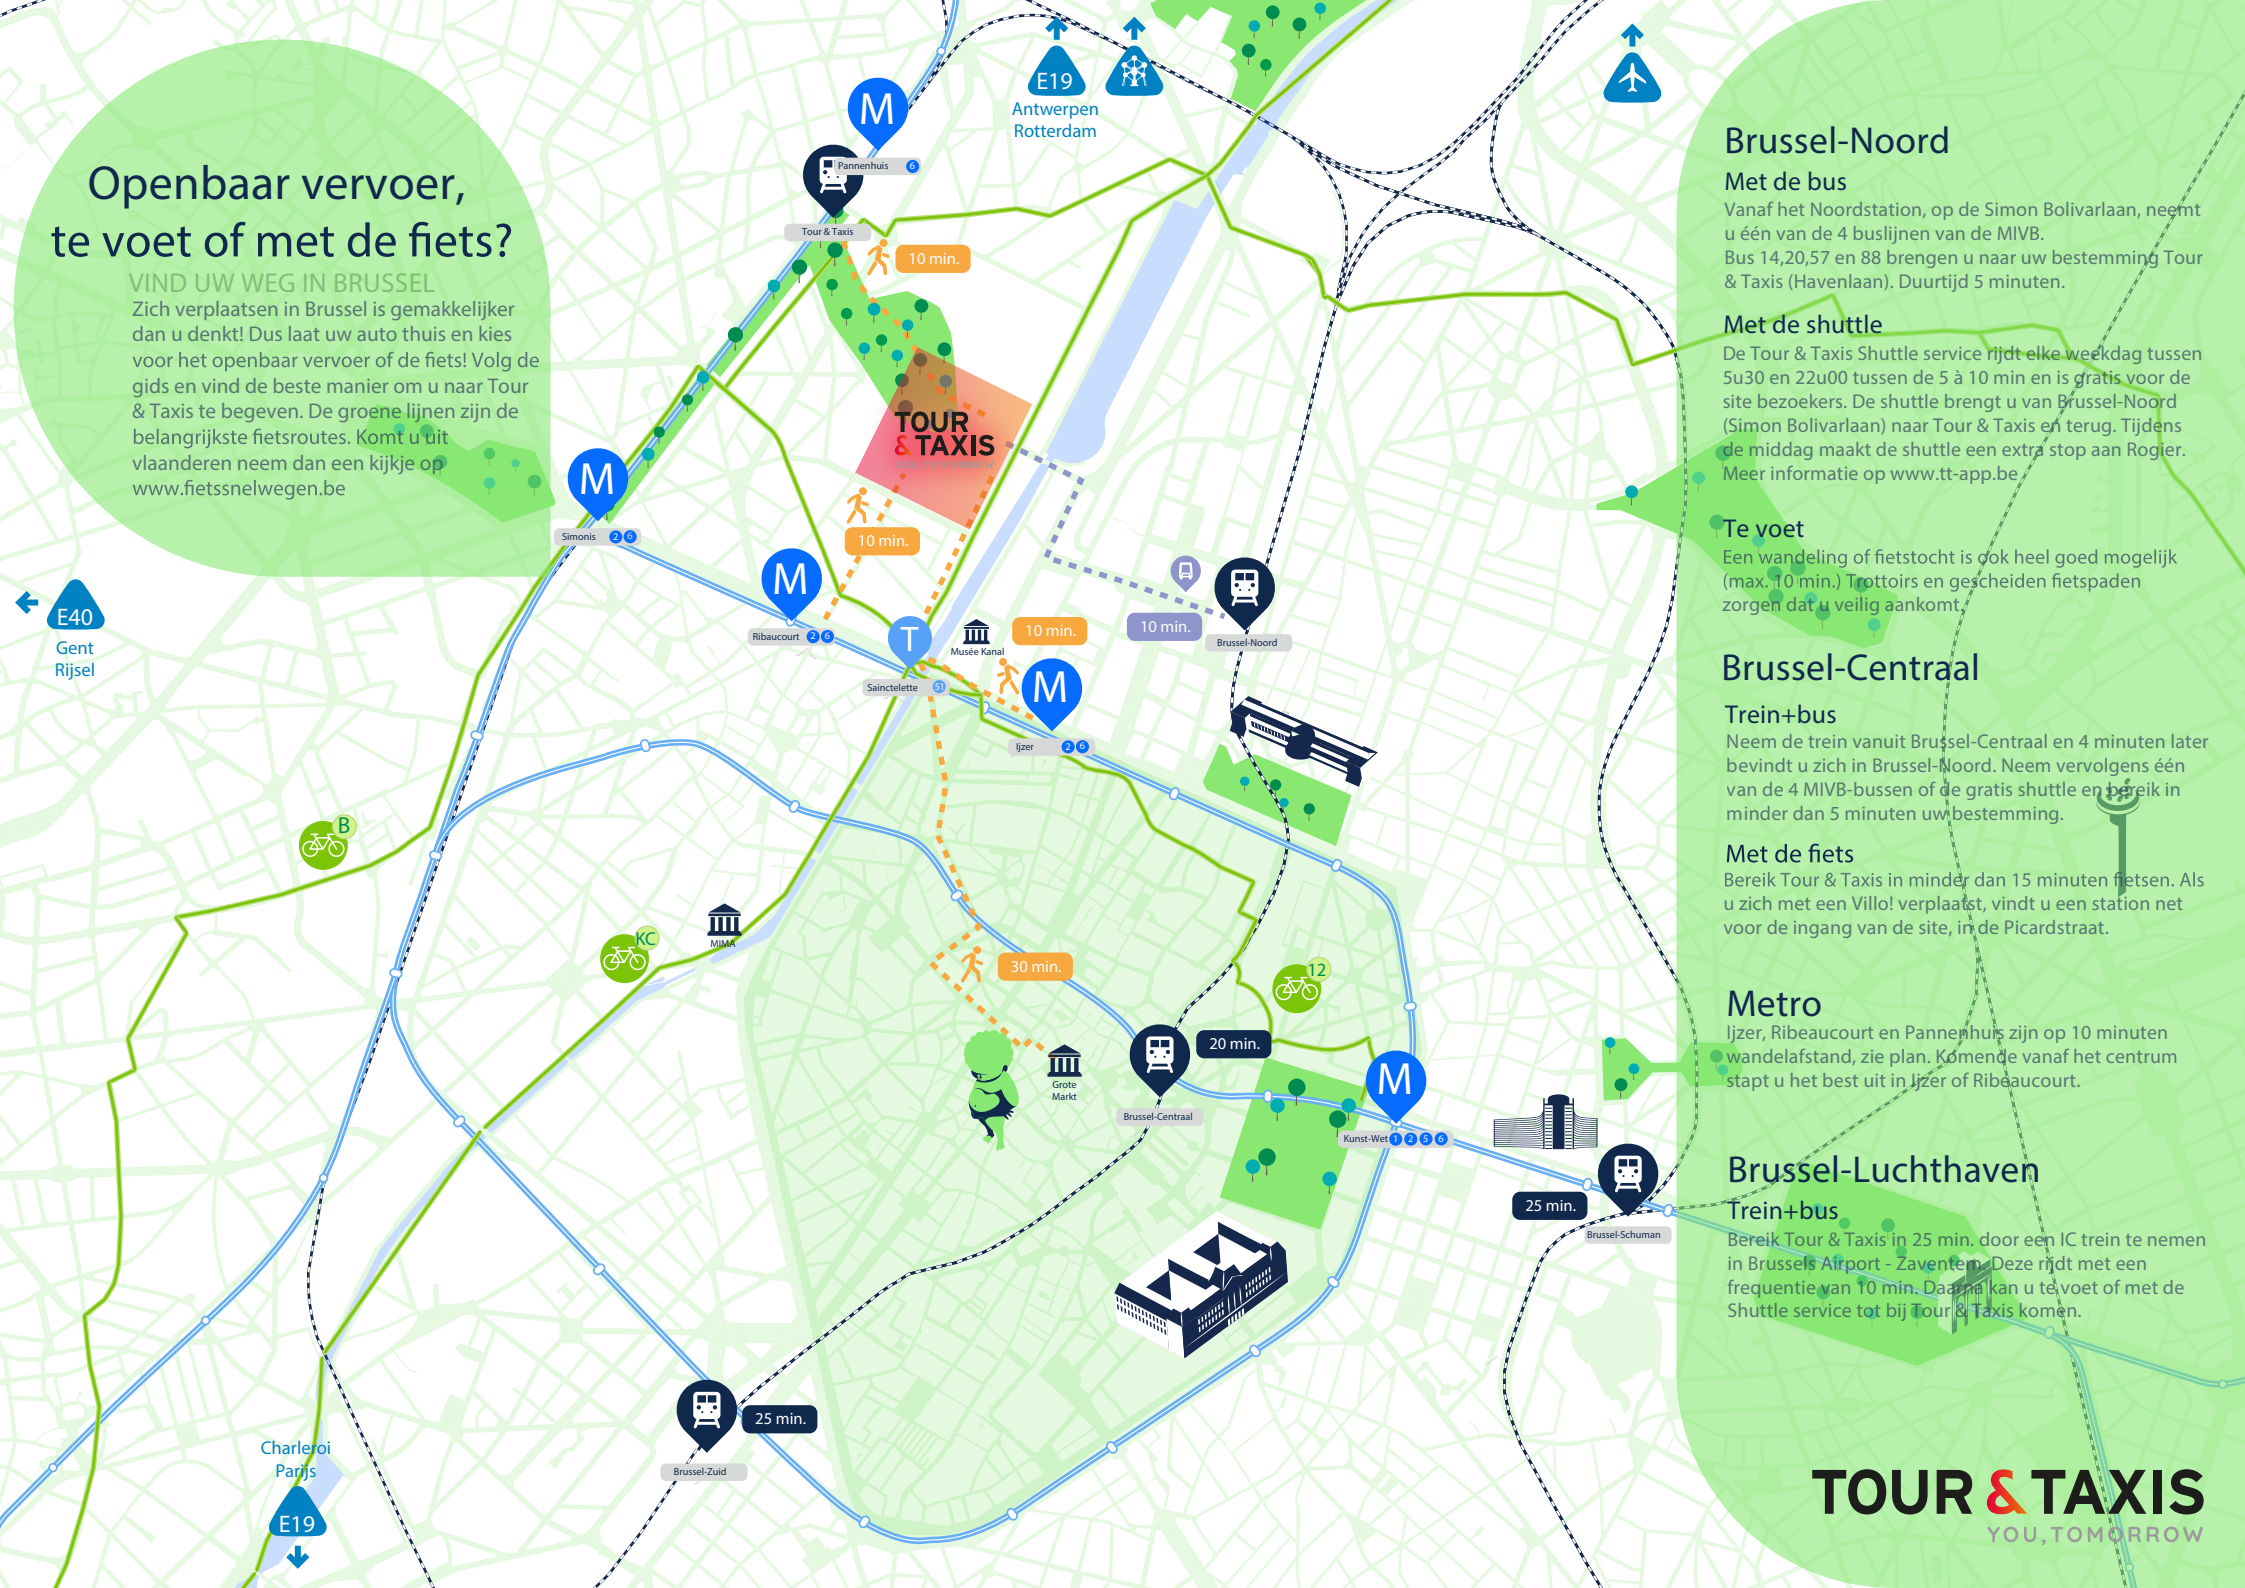 Openbaar vervoer,
te voet of met de fiets?
VIND UW WEG IN BRUSSEL
Zich verplaatsen in Brussel is gemakkelijker
dan u denkt! Dus laat uw auto thuis en kies
voor het openbaar vervoer of de fiets! Volg de
gids en vind de beste manier om u naar Tour
& Taxis te begeven. De groene lijnen zijn de
belangrijkste fietsroutes. Komt u uit
vlaanderen neem dan een kijkje op
www.fietssnelwegen.be
E19
Antwerpen
Rotterdam
M
Pannenhuis 6
Tour & Taxis
10 min.
TOUR
& TAXIS
YOU, TOMORROW
M
Simonis 2 6
10 min.
M
Ribaucourt 2 6
E40
Gent
Rijsel
T
Sainctelette 51
Musée Kanal
10 min.
M
Ijzer 2 6
10 min.
Brussel-Noord
B
KC
MIMA
30 min.
12
Grote
Markt
20 min.
Brussel-Centraal
M
Kunst-Wet 1 2 5 6
25 min.
Brussel-Schuman
25 min.
Brussel-Zuid
Charleroi
Parijs
E19
Brussel-Noord
Met de bus
Vanaf het Noordstation, op de Simon Bolivarlaan, neemt
u één van de 4 buslijnen van de MIVB.
Bus 14,20,57 en 88 brengen u naar uw bestemming Tour
& Taxis (Havenlaan). Duurtijd 5 minuten.
Met de shuttle
De Tour & Taxis Shuttle service rijdt elke weekdag tussen
5u30 en 22u00 tussen de 5 à 10 min en is gratis voor de
site bezoekers. De shuttle brengt u van Brussel-Noord
(Simon Bolivarlaan) naar Tour & Taxis en terug. Tijdens
de middag maakt de shuttle een extra stop aan Rogier.
Meer informatie op www.tt-app.be
Te voet
Een wandeling of fietstocht is ook heel goed mogelijk
(max. 10 min.) Trottoirs en gescheiden fietspaden
zorgen dat u veilig aankomt.
Brussel-Centraal
Trein+bus
Neem de trein vanuit Brussel-Centraal en 4 minuten later
bevindt u zich in Brussel-Noord. Neem vervolgens één
van de 4 MIVB-bussen of de gratis shuttle en bereik in
minder dan 5 minuten uw bestemming.
Met de fiets
Bereik Tour & Taxis in minder dan 15 minuten fietsen. Als
u zich met een Villo! verplaatst, vindt u een station net
voor de ingang van de site, in de Picardstraat.
Metro
Ijzer, Ribeaucourt en Pannenhuis zijn op 10 minuten
wandelafstand, zie plan. Komende vanaf het centrum
stapt u het best uit in Ijzer of Ribeaucourt.
Brussel-Luchthaven
Trein+bus
Bereik Tour & Taxis in 25 min. door een IC trein te nemen
in Brussels Airport - Zaventem. Deze rijdt met een
frequentie van 10 min. Daarna kan u te voet of met de
Shuttle service tot bij Tour & Taxis komen.
TOUR & TAXIS
YOU, TOMORROW